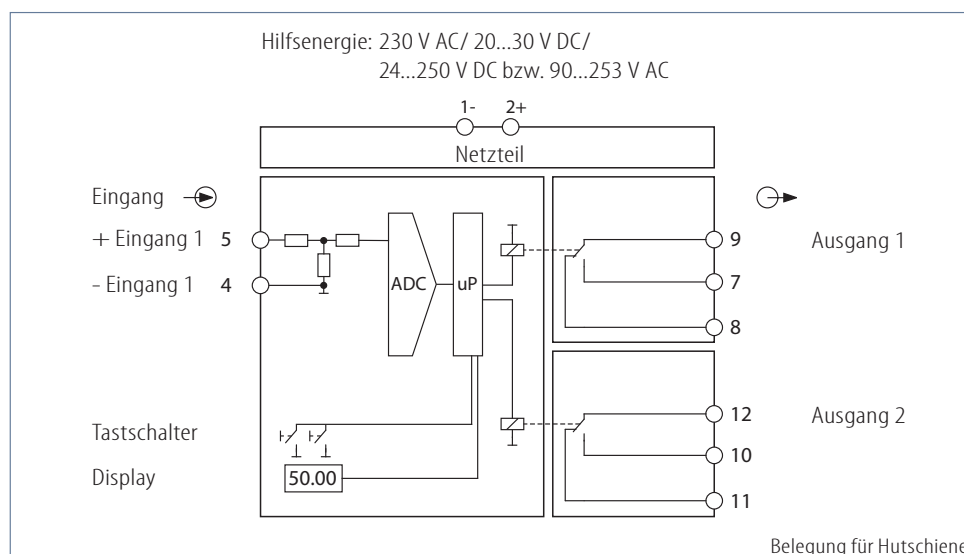 Hilfsenergie: 230 V AC/ 20...30 V DC/
24...250 V DC bzw. 90...253 V AC
1- 2+
Netzteil
Eingang
+ Eingang 1 5
- Eingang 1 4
ADC
uP
9 Ausgang 1
7
8
12 Ausgang 2
10
11
Tastschalter
Display
50.00
Belegung für Hutschiene